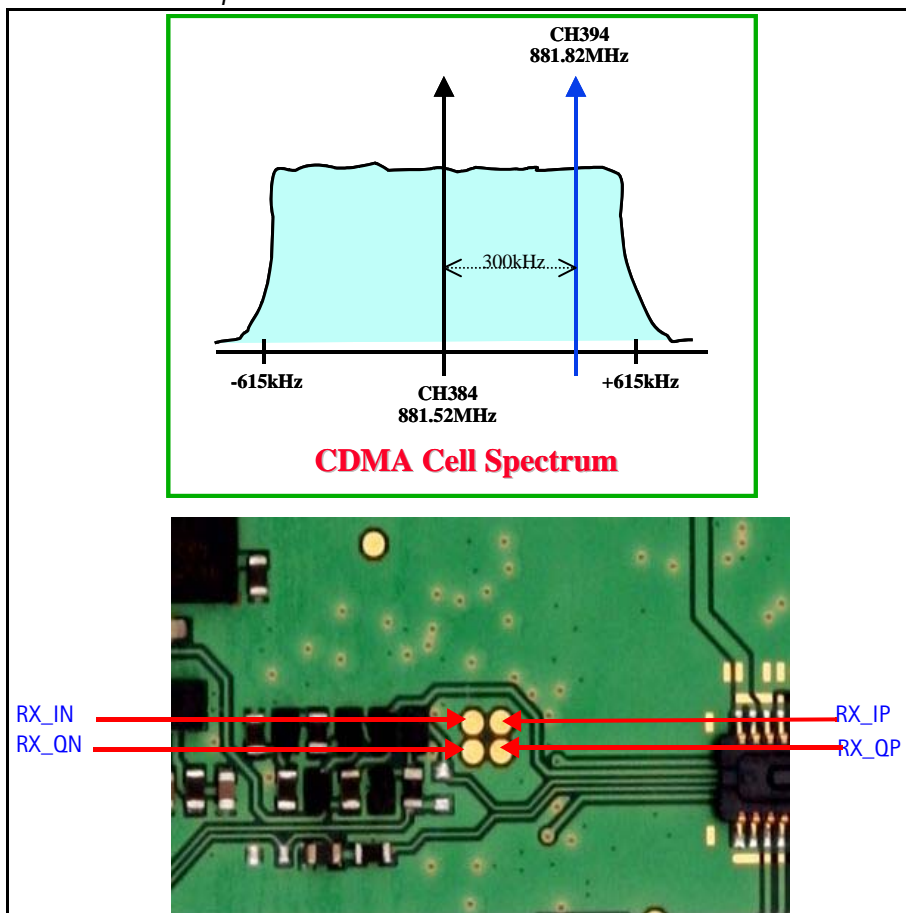 CH394
881.82MHz
300kHz
-615kHz
+615kHz
CH384
881.52MHz
CDMA Cell Spectrum
RX_IN
RX_IP
RX_QN
RX_QP